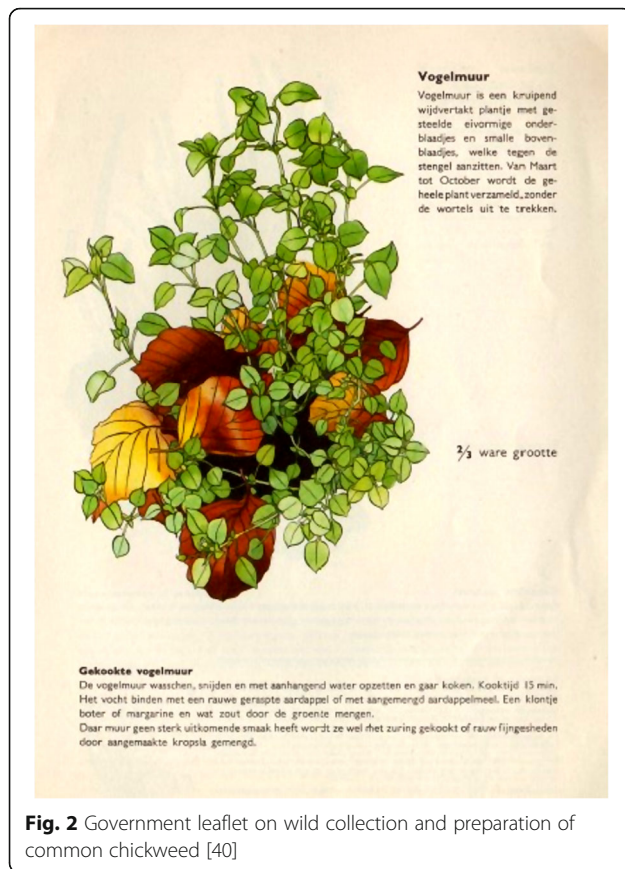 Vogelmuur
Vogelmuur is een kruipend
wijdvertakt plantje met ge-
steelde eivormige onder-
blaadjes en smalle boven-
blaadjes, welke tegen de
stengel aanzitten. Van Maart
tot October wordt de ge-
heele plant verzameld, zonder
de wortels uit te trekken.
2/3 ware grootte
Gekookte vogelmuur
De vogelmuur wasschen, snijden en met aanhangend water opzetten en gaar koken. Kooktijd 15 min.
Het vocht binden met een rauwe geraspte aardappel of met aangemengd aardappelmeel. Een klontje
boter of margarine en wat zout door de groente mengen.
Daar muur geen sterk uitkomende smaak heeft wordt ze wel met zuring gekookt of rauw fijngesneden
door aangemaakte kropsla gemengd.
Fig. 2 Government leaflet on wild collection and preparation of
common chickweed [40]